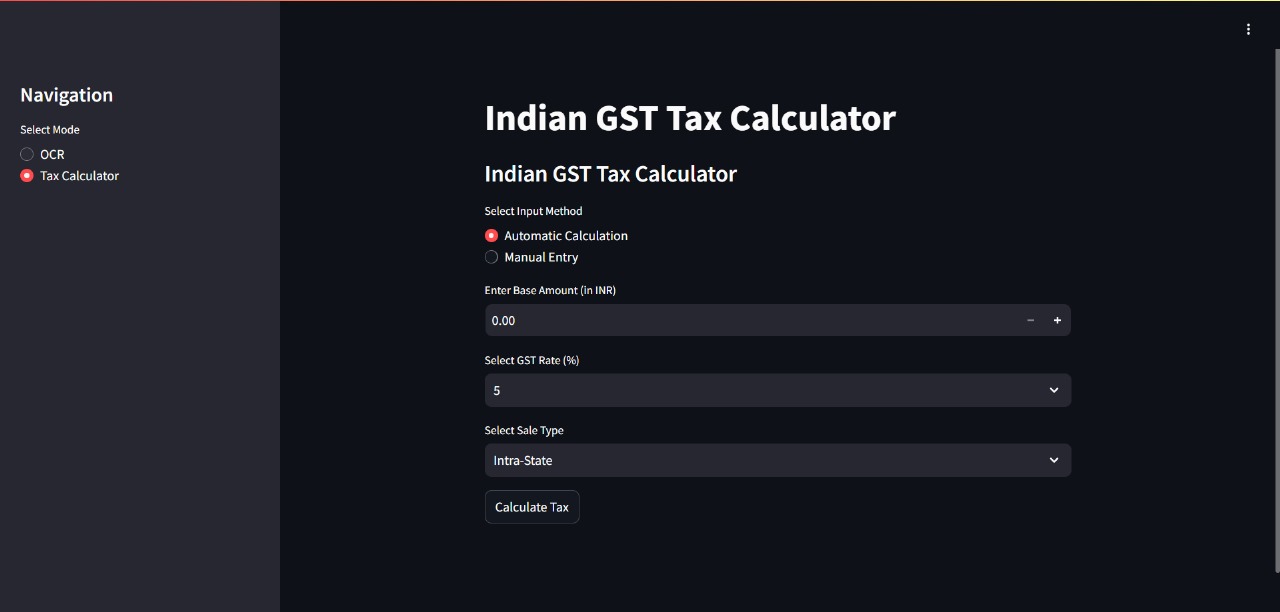 Navigation
Select Mode
OCR
Tax Calculator
Indian GST Tax Calculator
Indian GST Tax Calculator
Select Input Method
Automatic Calculation
Manual Entry
Enter Base Amount (in INR)
0.00 − +
Select GST Rate (%)
5
Select Sale Type
Intra-State
Calculate Tax